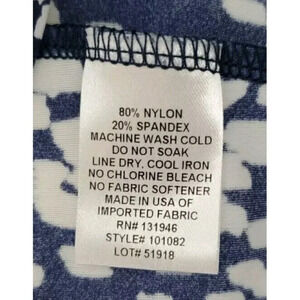 80% NYLON
20% SPANDEX
MACHINE WASH COLD
DO NOT SOAK
LINE DRY, COOL IRON
NO CHLORINE BLEACH
NO FABRIC SOFTENER
MADE IN USA OF
IMPORTED FABRIC
RN# 131946
STYLE# 101082
LOT# 51918